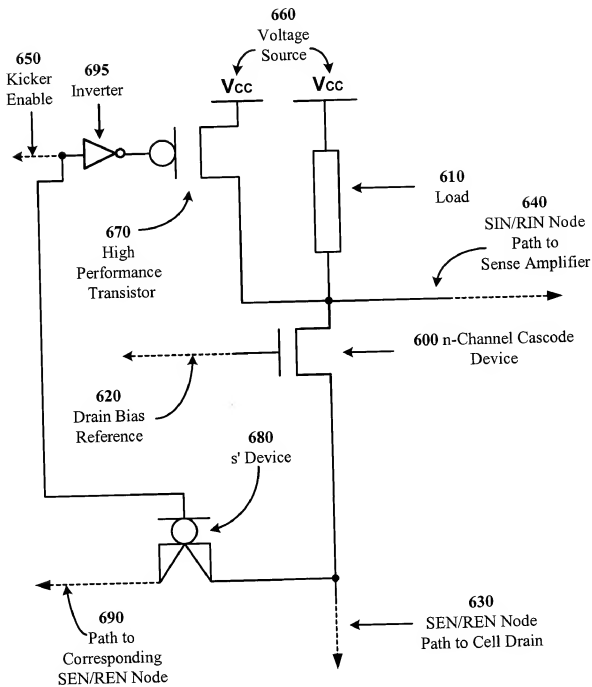 660
Voltage
Source
650
Kicker
Enable
695
Inverter
Vcc
Vcc
610
Load
640
SIN/RIN Node
Path to
Sense Amplifier
670
High
Performance
Transistor
600 n-Channel Cascode
Device
620
Drain Bias
Reference
680
s' Device
690
Path to
Corresponding
SEN/REN Node
630
SEN/REN Node
Path to Cell Drain